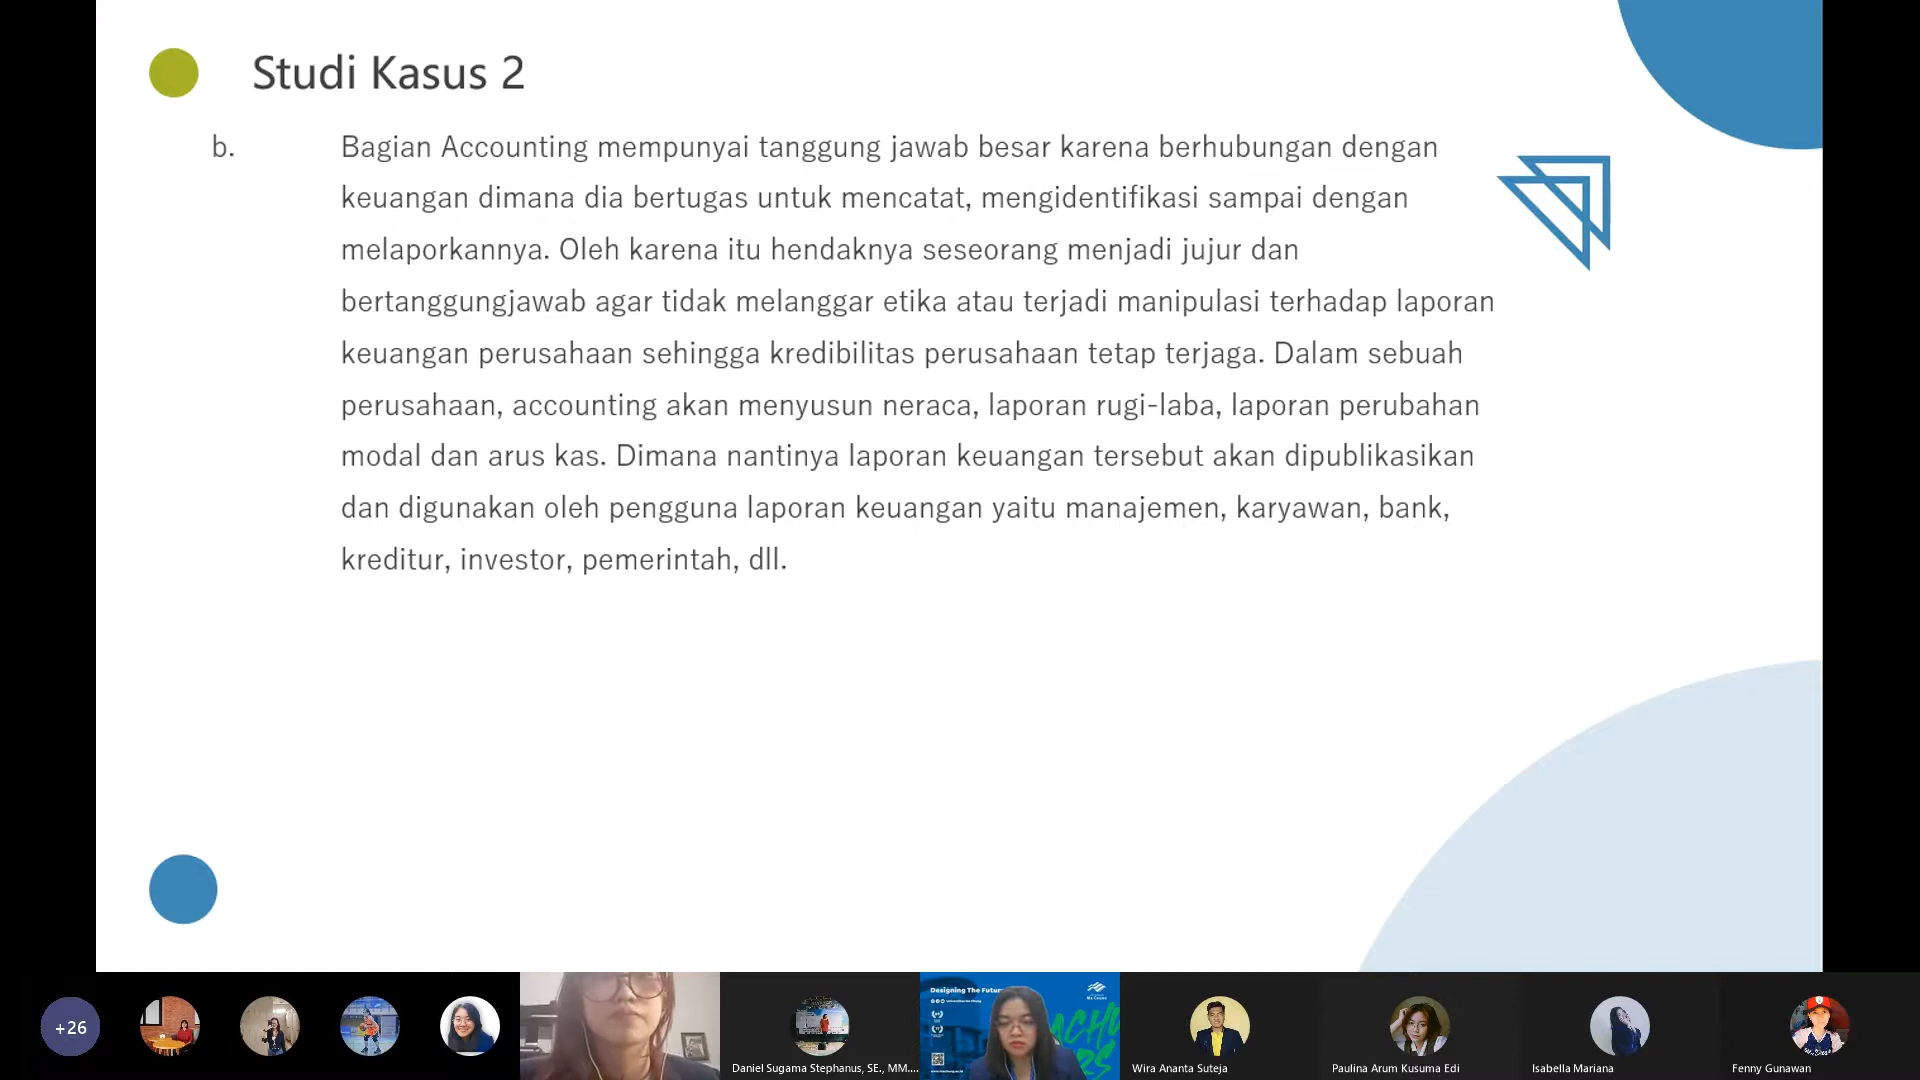 Studi Kasus 2
b.
Bagian Accounting mempunyai tanggung jawab besar karena berhubungan dengan
keuangan dimana dia bertugas untuk mencatat, mengidentifikasi sampai dengan
melaporkannya. Oleh karena itu hendaknya seseorang menjadi jujur dan
bertanggungjawab agar tidak melanggar etika atau terjadi manipulasi terhadap laporan
keuangan perusahaan sehingga kredibilitas perusahaan tetap terjaga. Dalam sebuah
perusahaan, accounting akan menyusun neraca, laporan rugi-laba, laporan perubahan
modal dan arus kas. Dimana nantinya laporan keuangan tersebut akan dipublikasikan
dan digunakan oleh pengguna laporan keuangan yaitu manajemen, karyawan, bank,
kreditur, investor, pemerintah, dll.
+26
Designing The
Daniel Sugama Stephanus, SE., MM....
Wira Ananta Suteja
Paulina Arum Kusuma Edi
Isabella Mariana
Fenny Gunawan